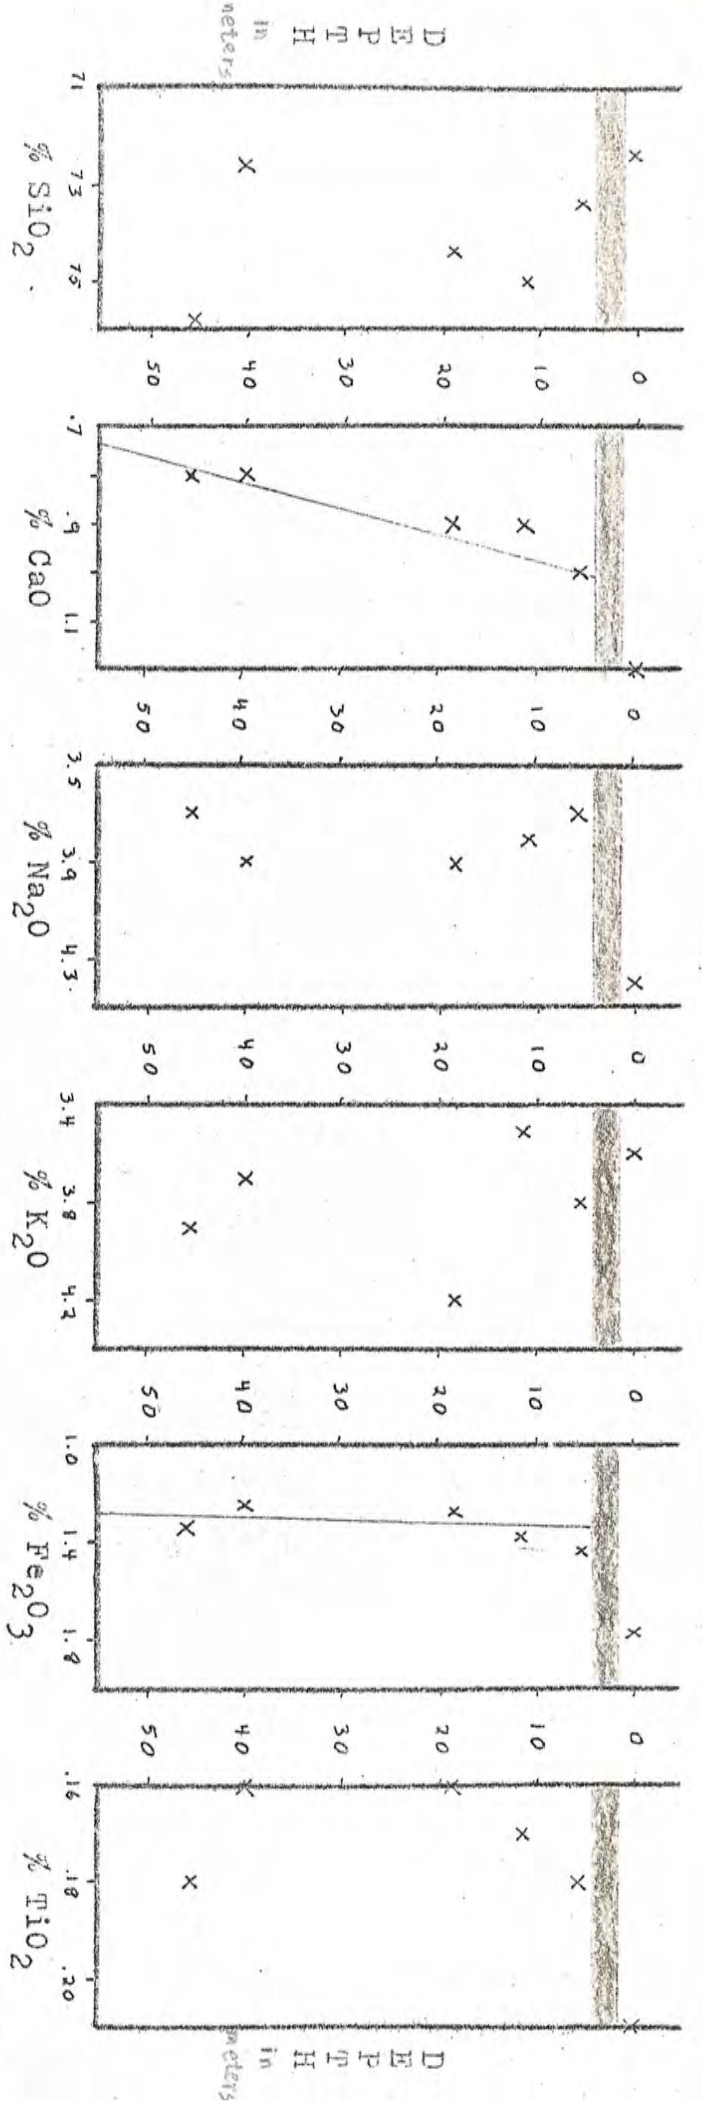 D
E
P
T
H
in
meters
0 0 0 0 0
10 10 10 10 10
20 20 20 20 20
30 30 30 30 30
40 40 40 40 40
50 50 50 50 50
71 73 75 .7 .9 1.1 3.5 3.9 4.3 3.4 3.8 4.2 1.0 1.4 1.8 .16 .18 .20
% SiO₂ . % CaO % Na₂O % K₂O % Fe₂O₃ % TiO₂
D
E
P
T
H
in
meters